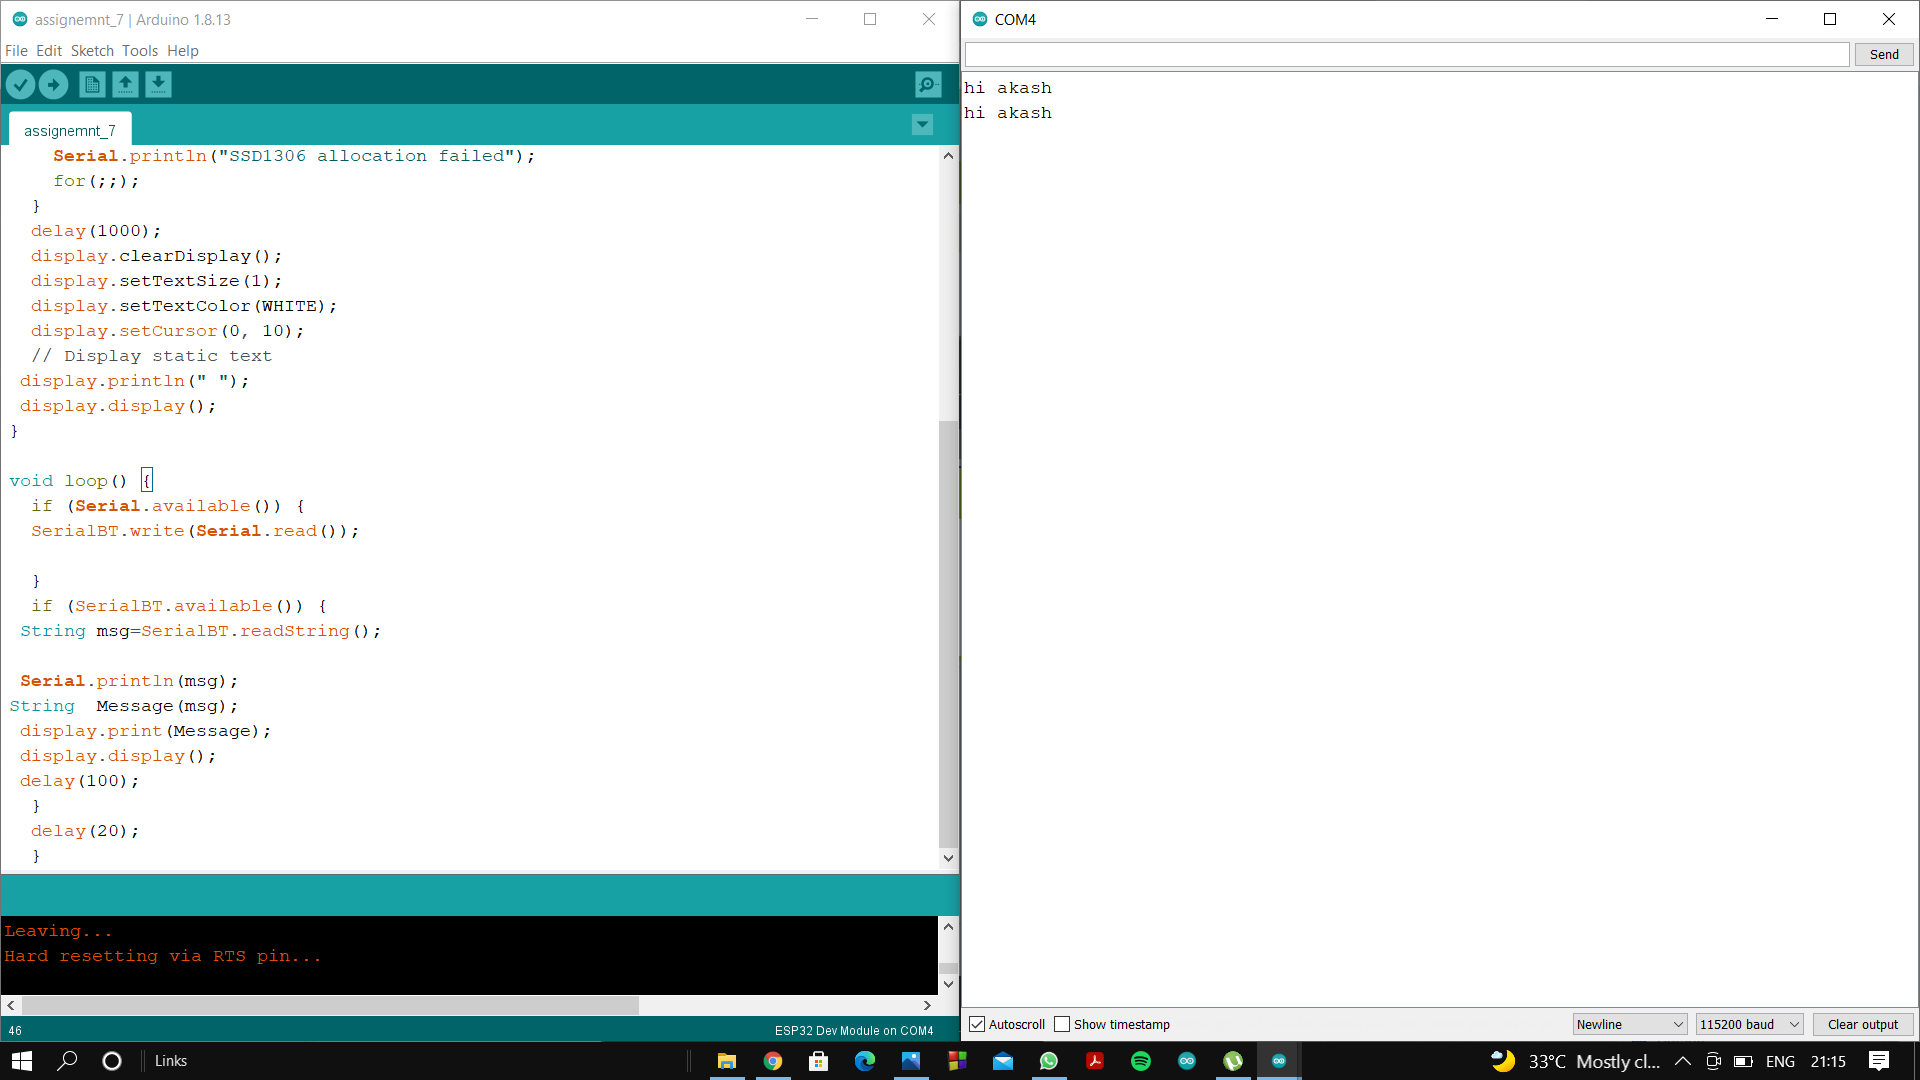 assignemnt_7 | Arduino 1.8.13
File Edit Sketch Tools Help
assignemnt_7
Serial.println("SSD1306 allocation failed");
for(;;);
}
delay(1000);
display.clearDisplay();
display.setTextSize(1);
display.setTextColor(WHITE);
display.setCursor(0, 10);
// Display static text
display.println(" ");
display.display();
}
void loop() {
if (Serial.available()) {
SerialBT.write(Serial.read());
}
if (SerialBT.available()) {
String msg=SerialBT.readString();
Serial.println(msg);
String  Message(msg);
display.print(Message);
display.display();
delay(100);
}
delay(20);
}
Leaving...
Hard resetting via RTS pin...
46
ESP32 Dev Module on COM4
COM4
Send
hi akash
hi akash
Autoscroll
Show timestamp
Newline
115200 baud
Clear output
Links
33°C Mostly cl...
ENG
21:15